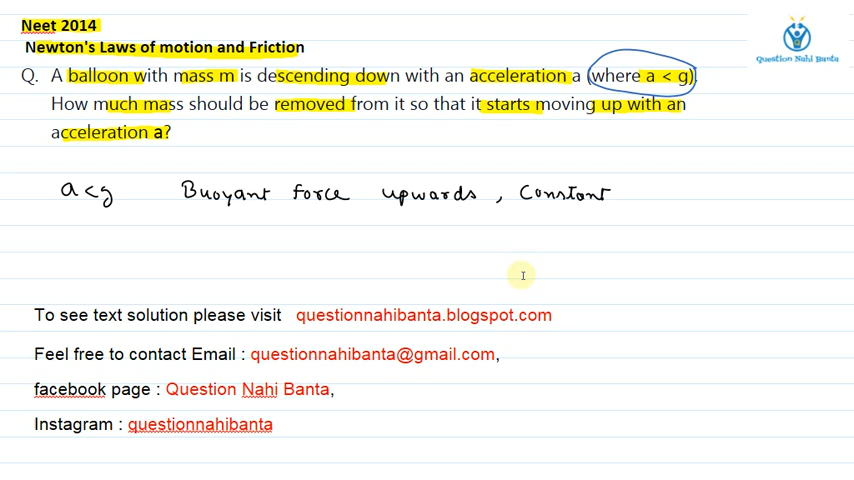 Neet 2014
Newton's Laws of motion and Friction
Question Nahi Banta
Q. A balloon with mass m is descending down with an acceleration a (where a < g).
How much mass should be removed from it so that it starts moving up with an
acceleration a?
a<g Buoyant force upwards, Constant
To see text solution please visit questionnahibanta.blogspot.com
Feel free to contact Email : questionnahibanta@gmail.com,
facebook page : Question Nahi Banta,
Instagram : questionnahibanta